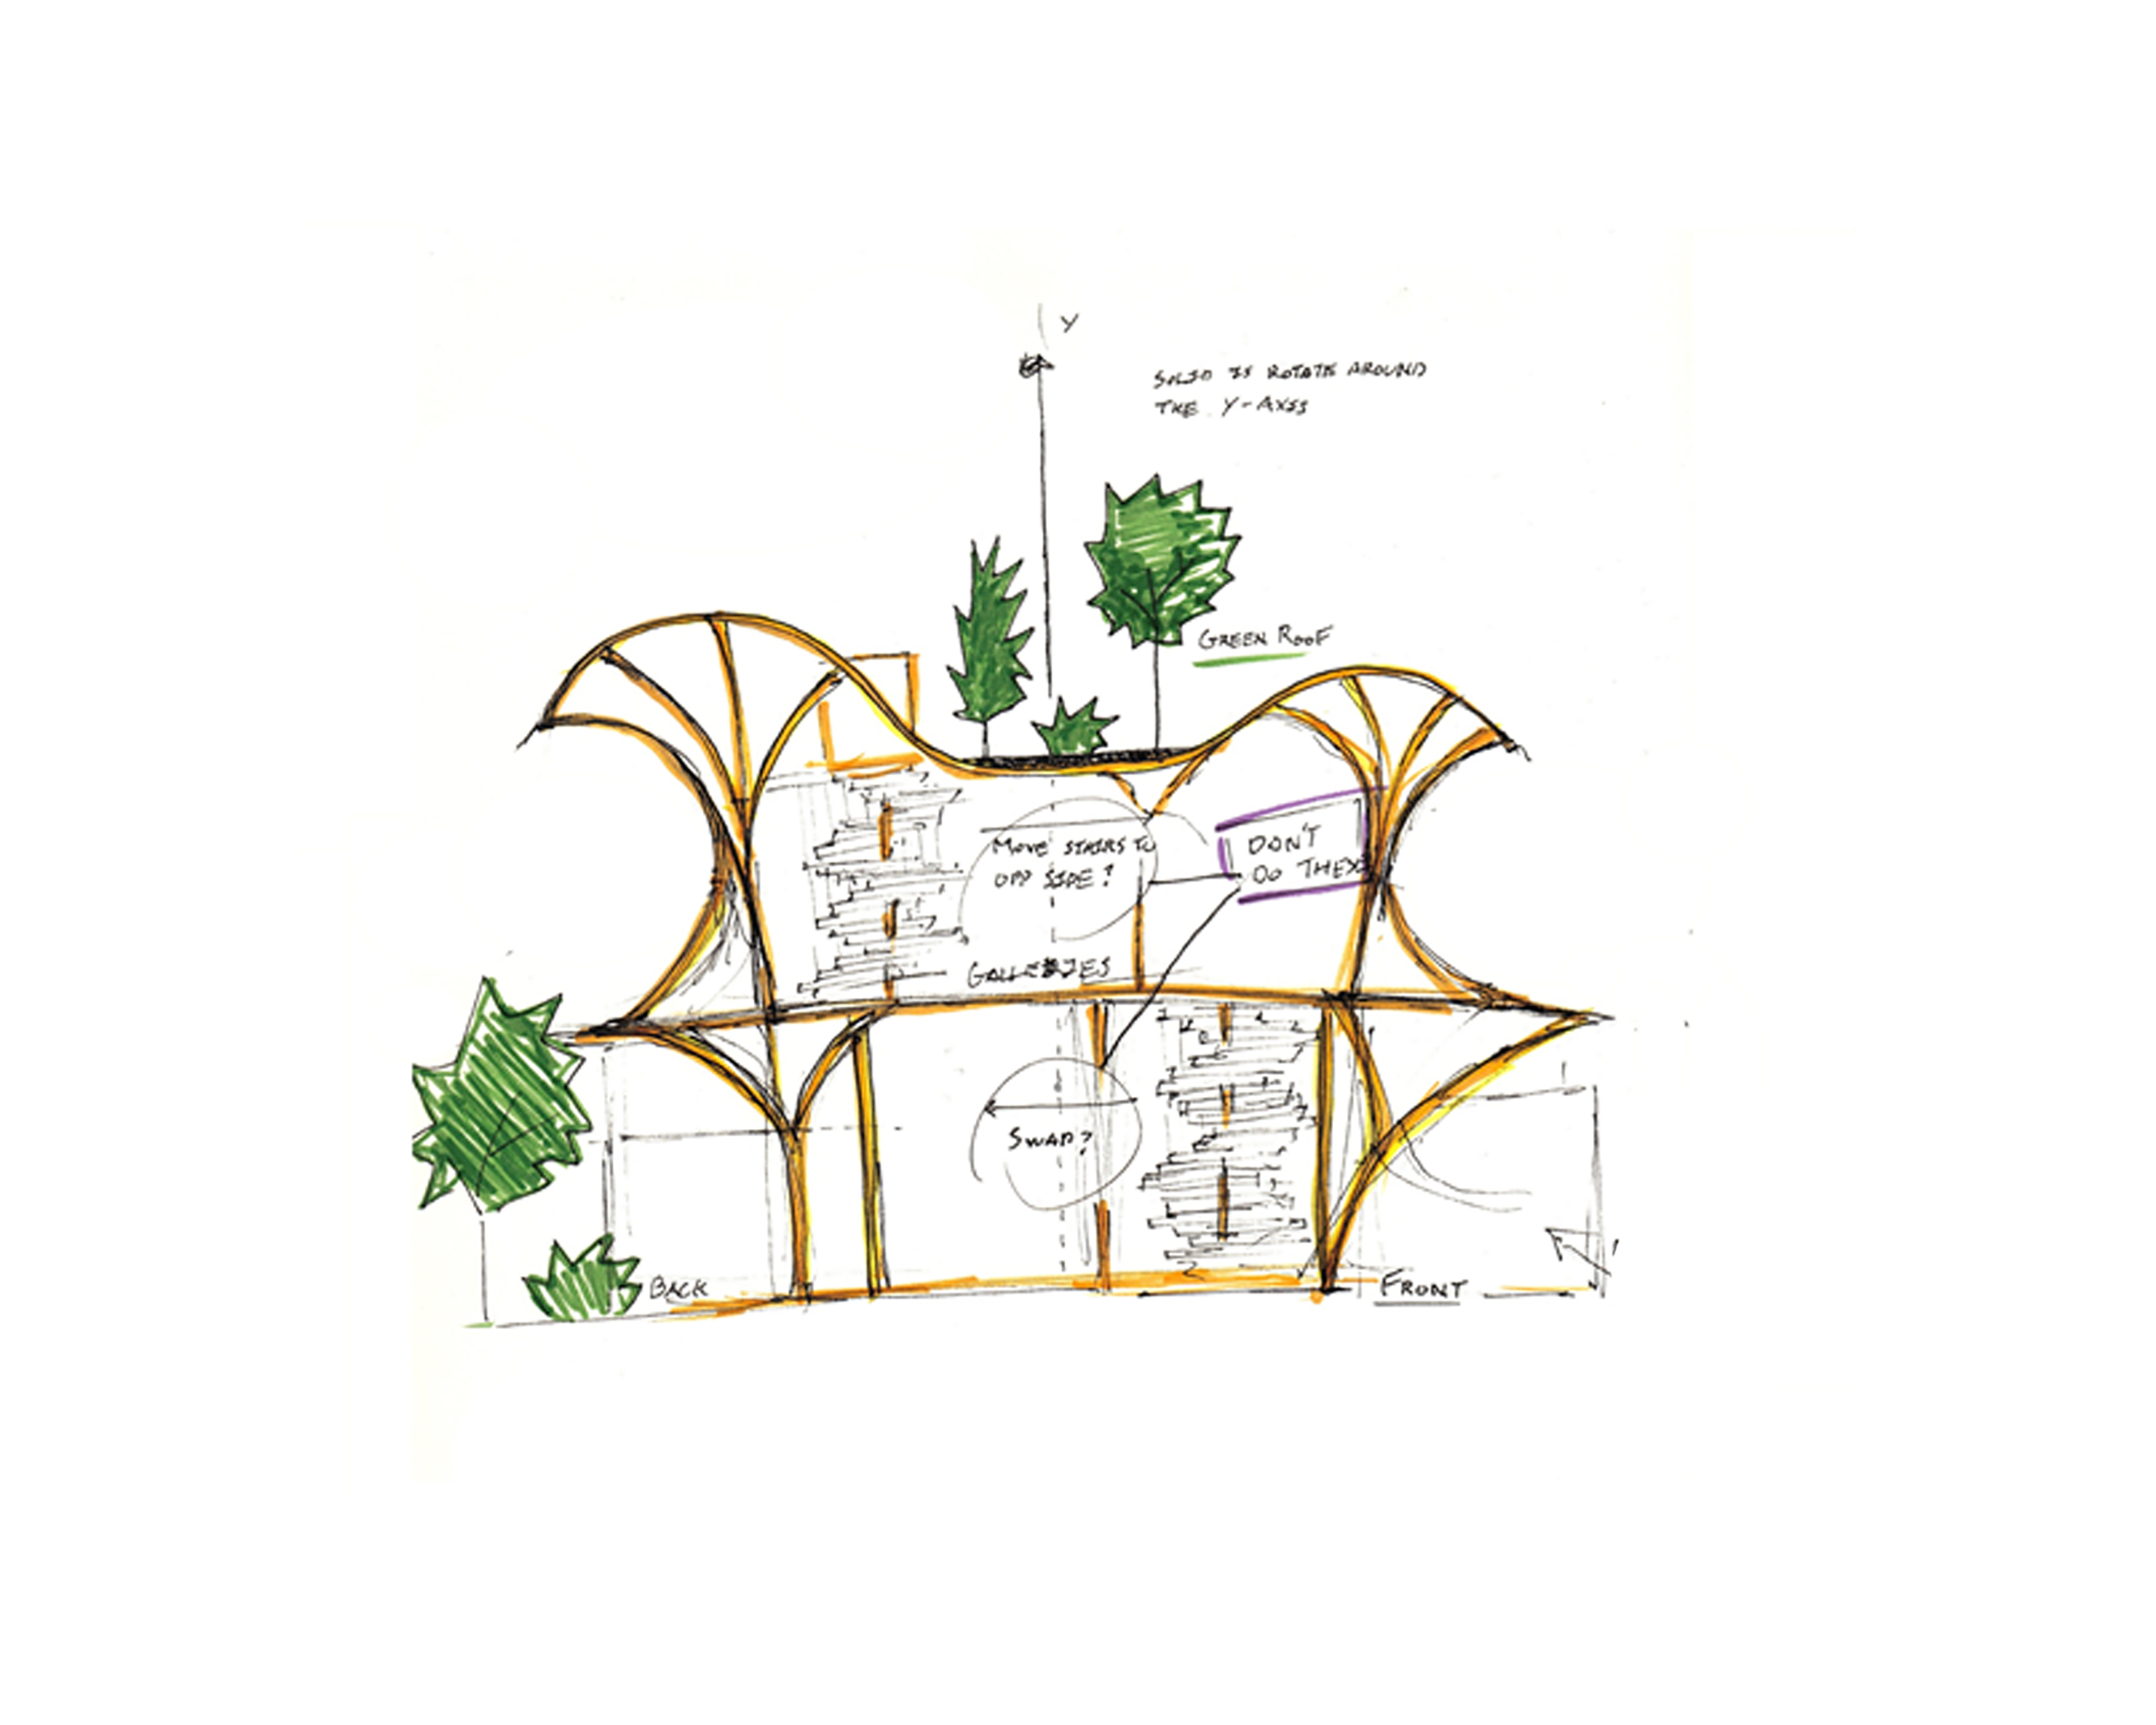 Y
SOLID IS ROTATE AROUND
THE Y-AXIS
GREEN ROOF
MOVE STAIRS TO
OPP SIDE?
DON'T
DO THESE
GALLERIES
SWAP?
BACK
FRONT